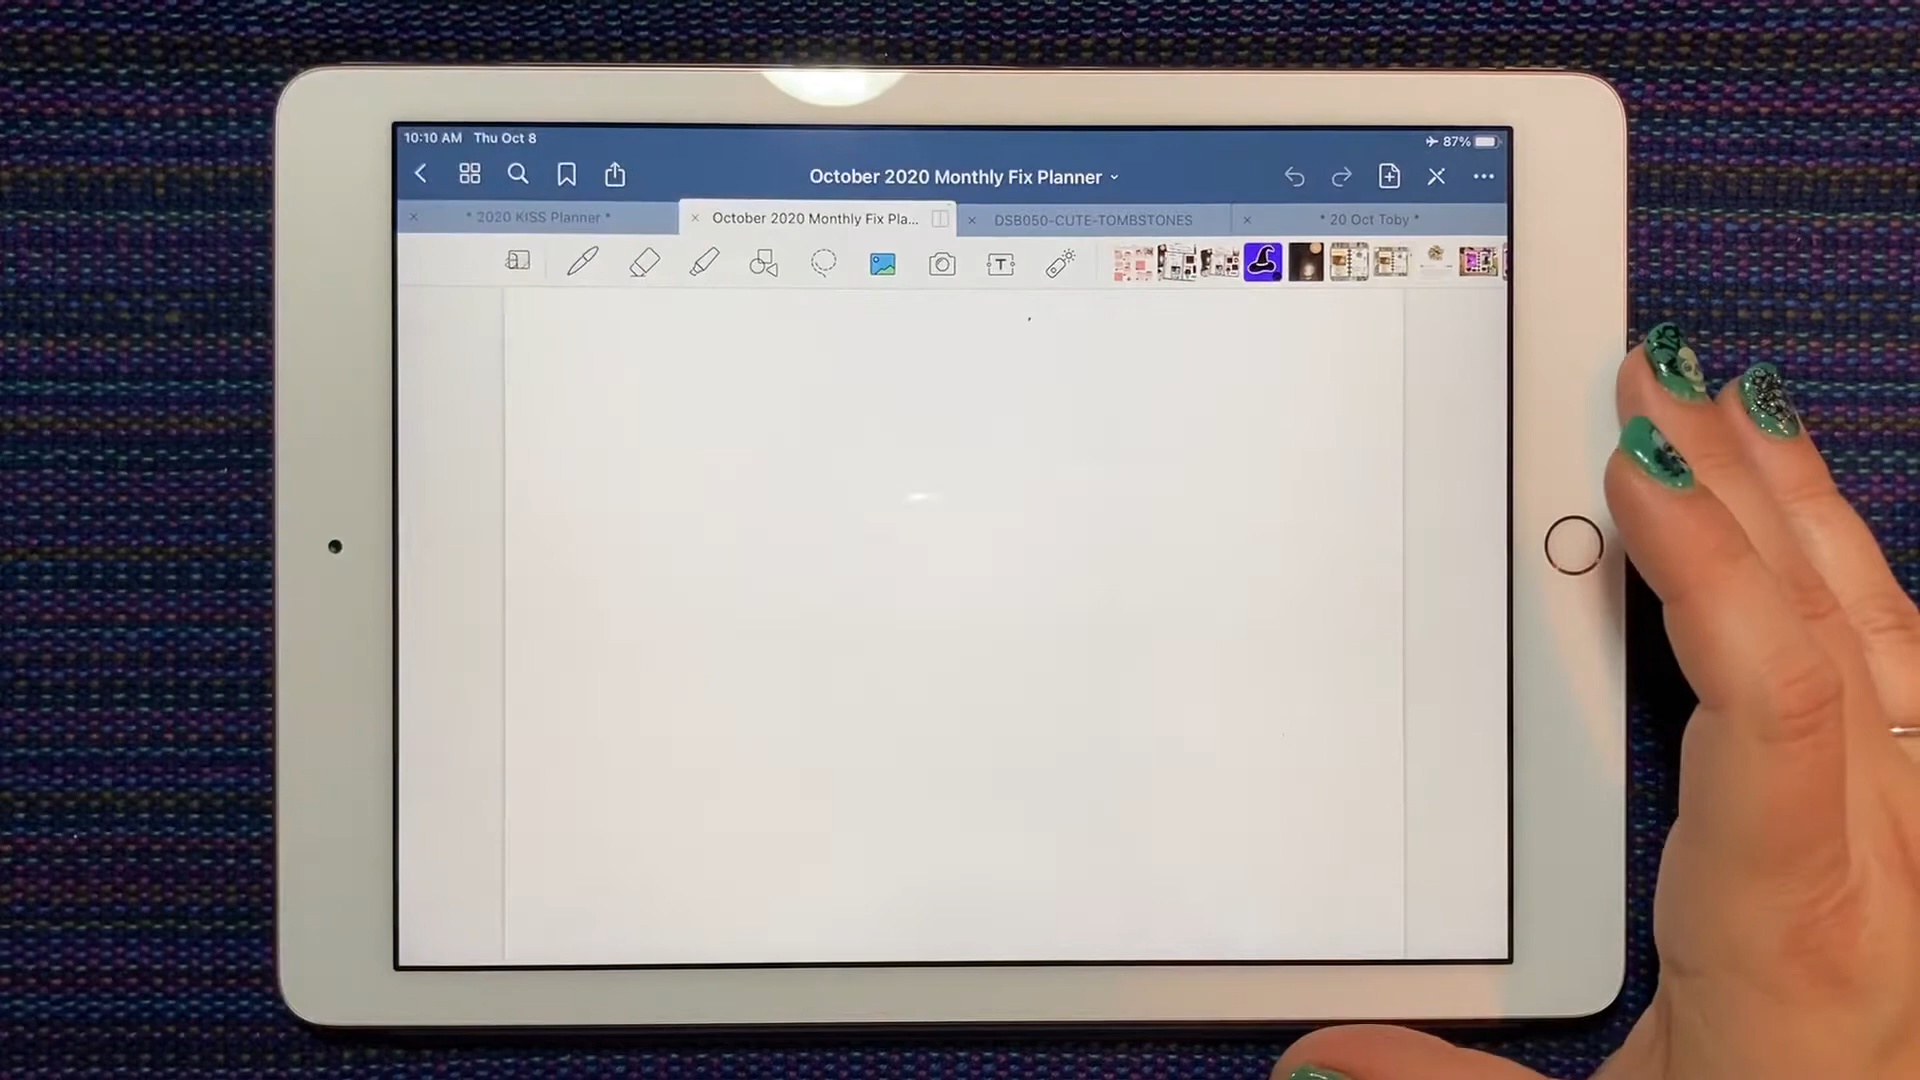 10:10 AM Thu Oct 8
87%
October 2020 Monthly Fix Planner
* 2020 KISS Planner *
October 2020 Monthly Fix Pla...
DSB050-CUTE-TOMBSTONES
* 20 Oct Toby *
T